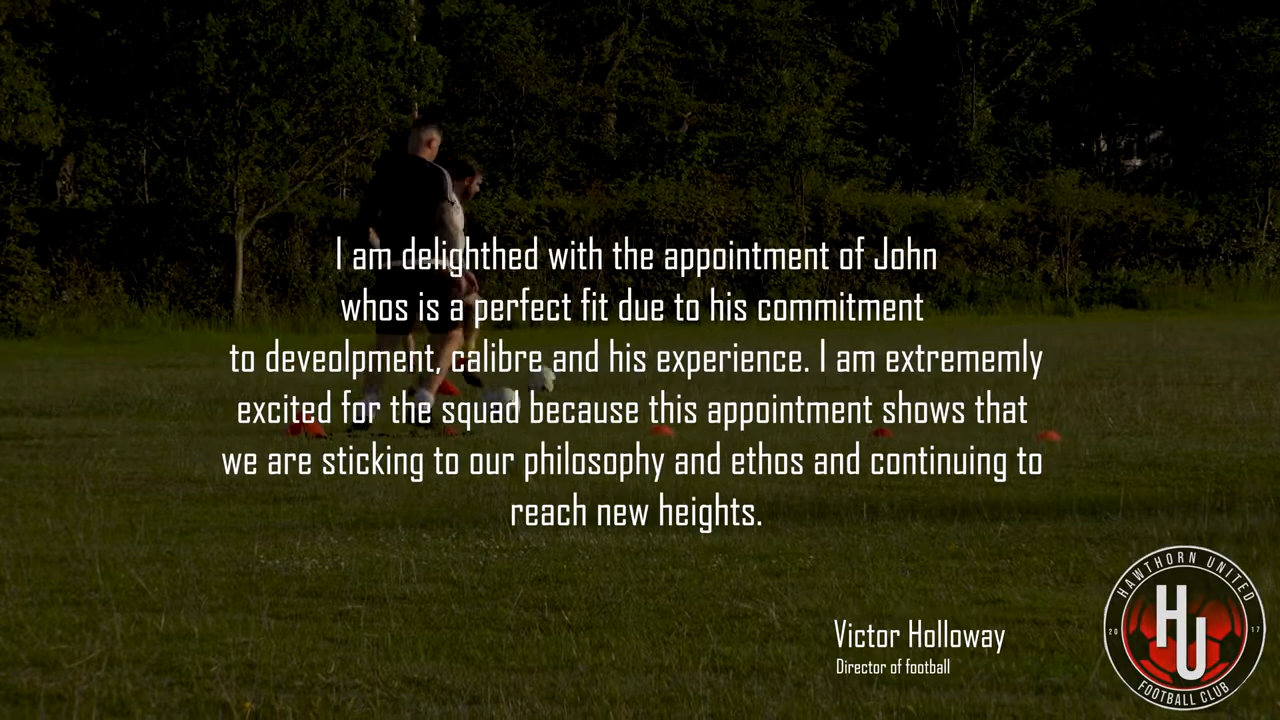 I am delighthed with the appointment of John
whos is a perfect fit due to his commitment
to deveolpment, calibre and his experience. I am extrememly
excited for the squad because this appointment shows that
we are sticking to our philosophy and ethos and continuing to
reach new heights.
Victor Holloway
Director of football
HAWTHORN UNITED
20 HU 17
FOOTBALL CLUB